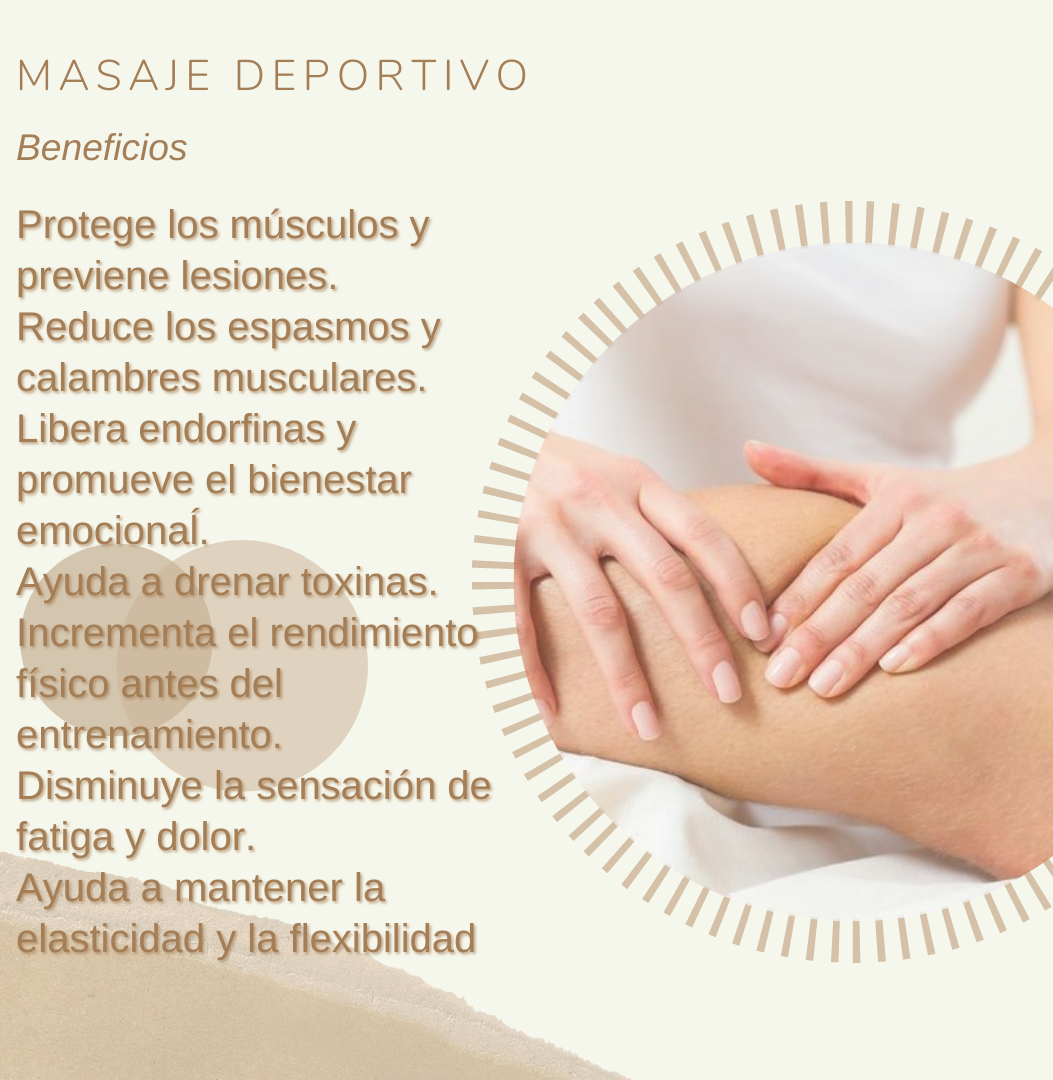 MASAJE DEPORTIVO
Beneficios
Protege los músculos y
previene lesiones.
Reduce los espasmos y
calambres musculares.
Libera endorfinas y
promueve el bienestar
emocionaĺ.
Ayuda a drenar toxinas.
Incrementa el rendimiento
físico antes del
entrenamiento.
Disminuye la sensación de
fatiga y dolor.
Ayuda a mantener la
elasticidad y la flexibilidad